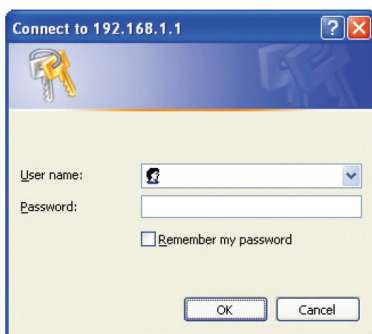 Connect to 192.168.1.1
User name:
Password:
Remember my password
OK Cancel